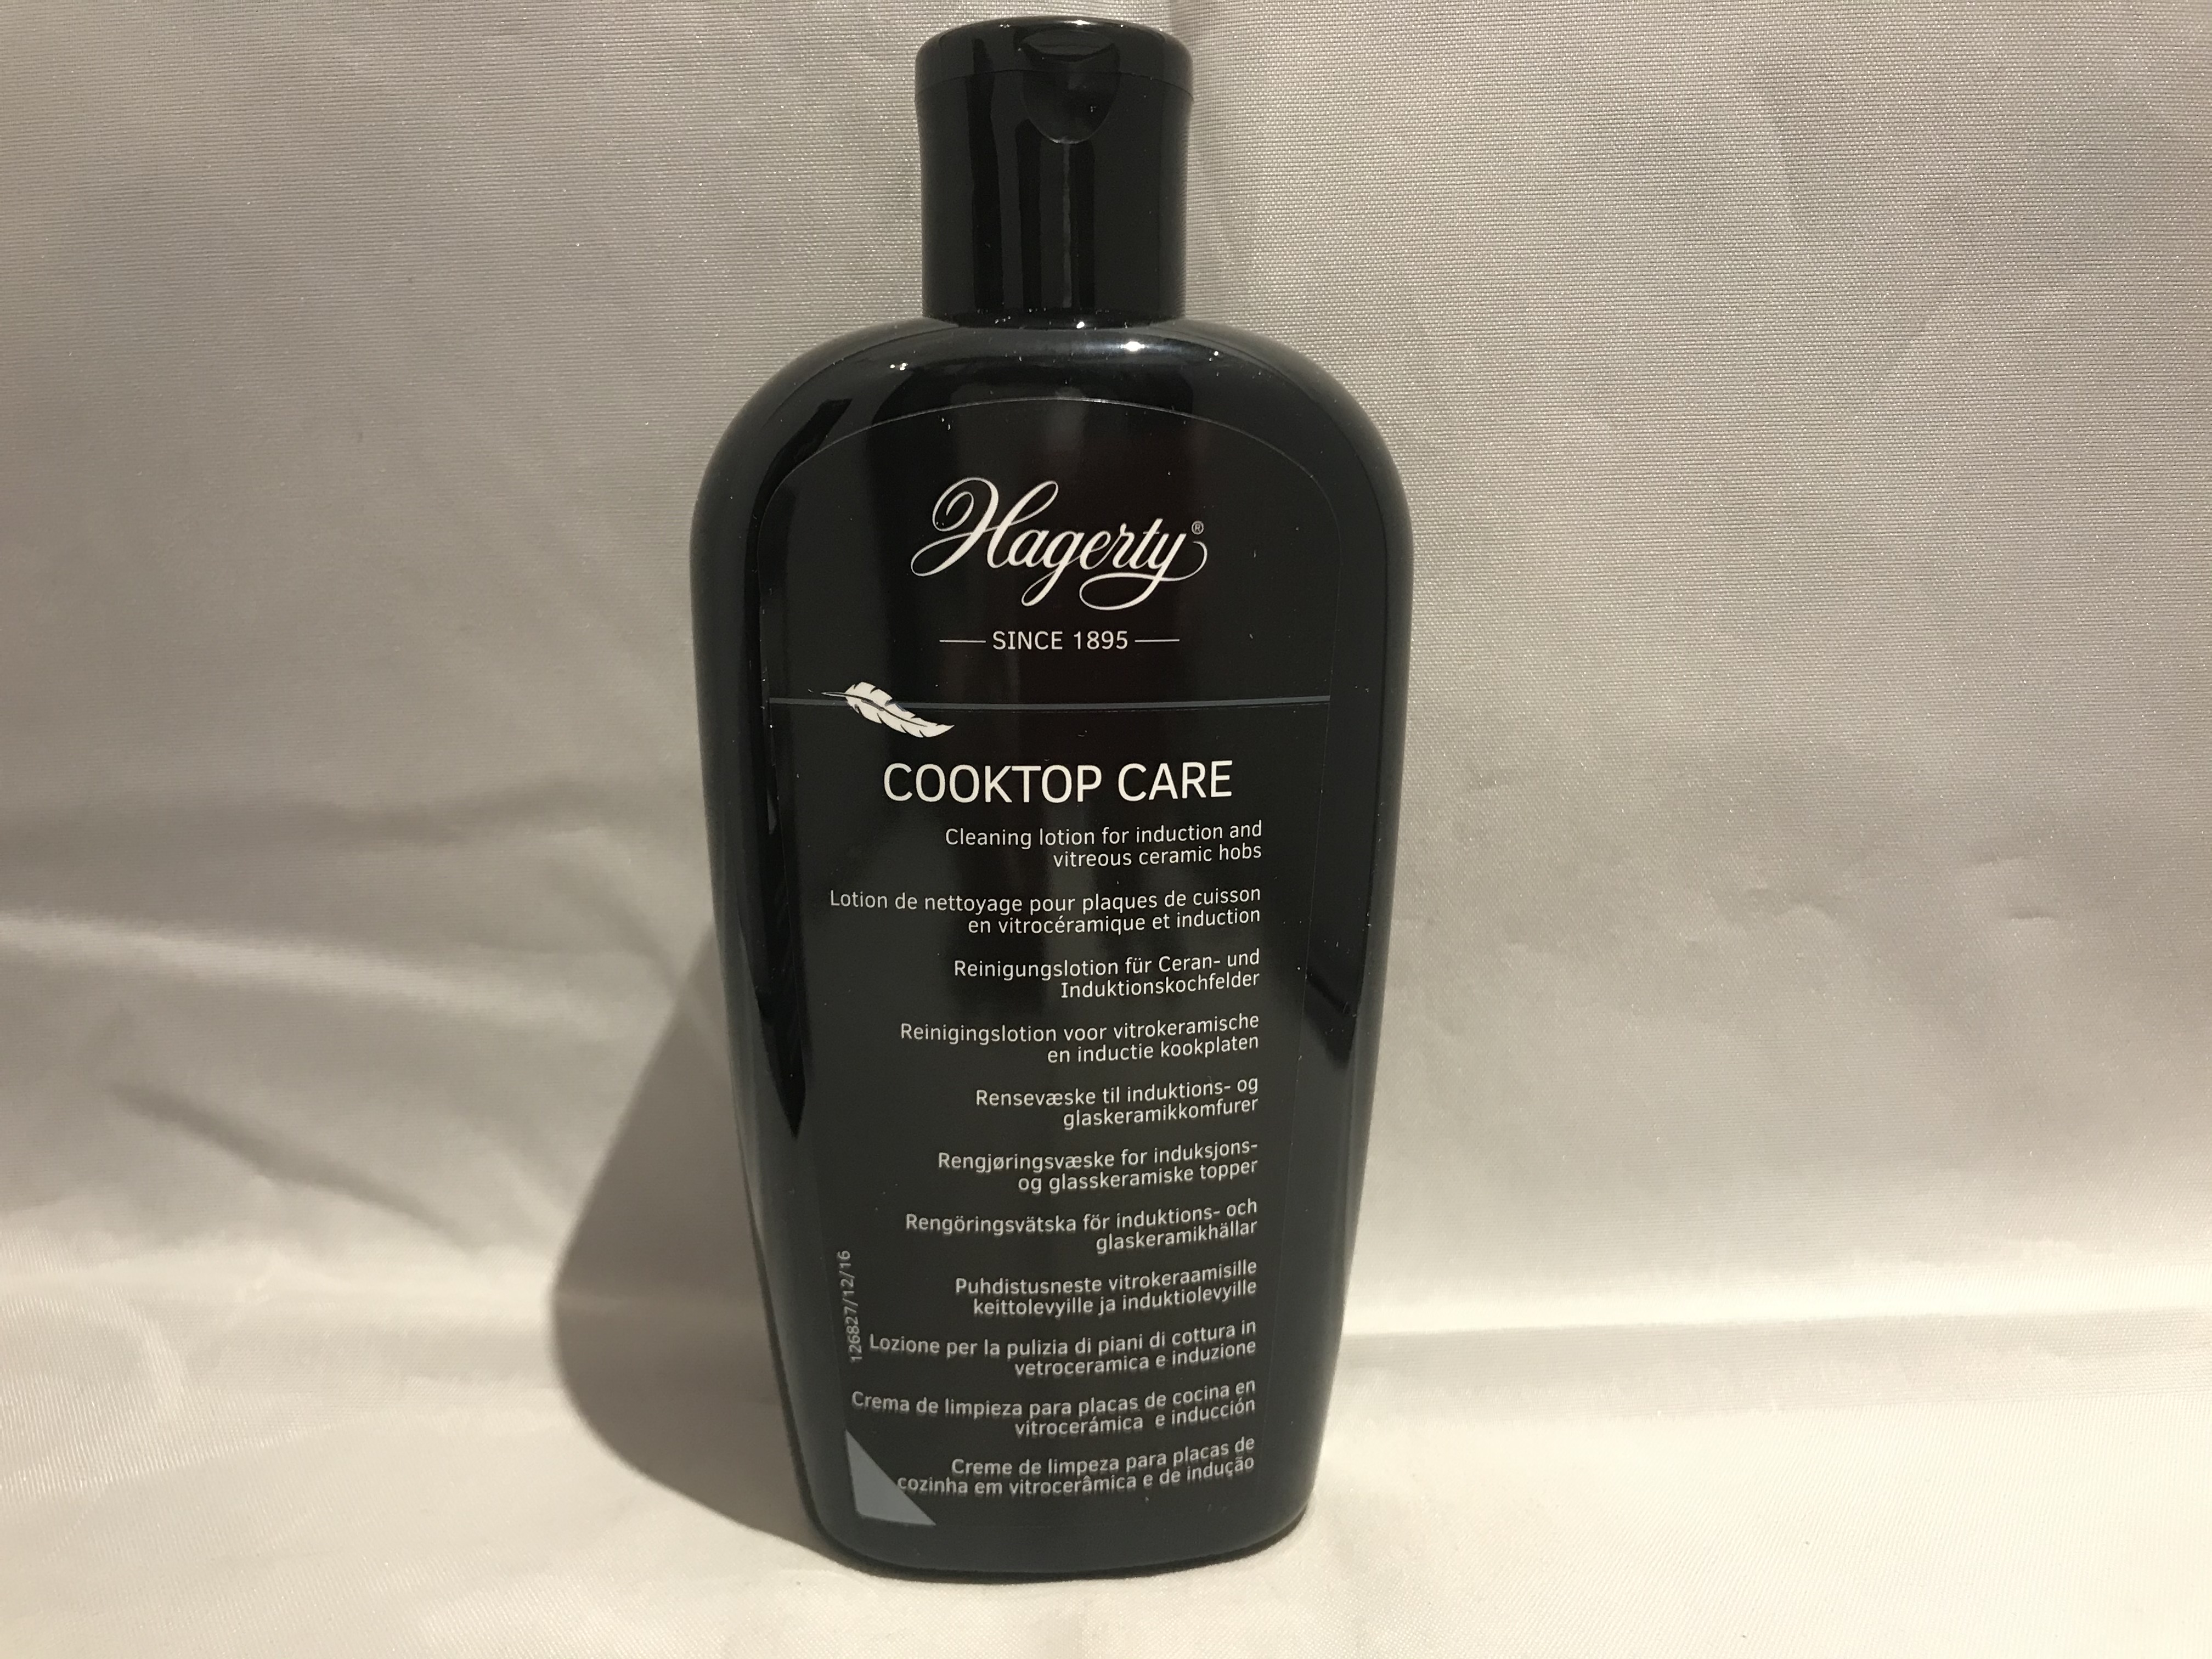 Hagerty®
SINCE 1895
COOKTOP CARE
Cleaning lotion for induction and
vitreous ceramic hobs
Lotion de nettoyage pour plaques de cuisson
en vitrocéramique et induction
Reinigungslotion für Ceran- und
Induktionskochfelder
Reinigingslotion voor vitrokeramische
en inductie kookplaten
Rensevæske til induktions- og
glaskeramikkomfurer
Rengjøringsvæske for induksjons-
og glasskeramiske topper
Rengöringsvätska för induktions- och
glaskeramikhällar
Puhdistusneste vitrokeraamisille
keittolevyille ja induktiolevyille
Lozione per la pulizia di piani di cottura in
vetroceramica e induzione
Crema de limpieza para placas de cocina en
vitrocerámica e inducción
Creme de limpeza para placas de
cozinha em vitrocerâmica e de indução
126827/12/16